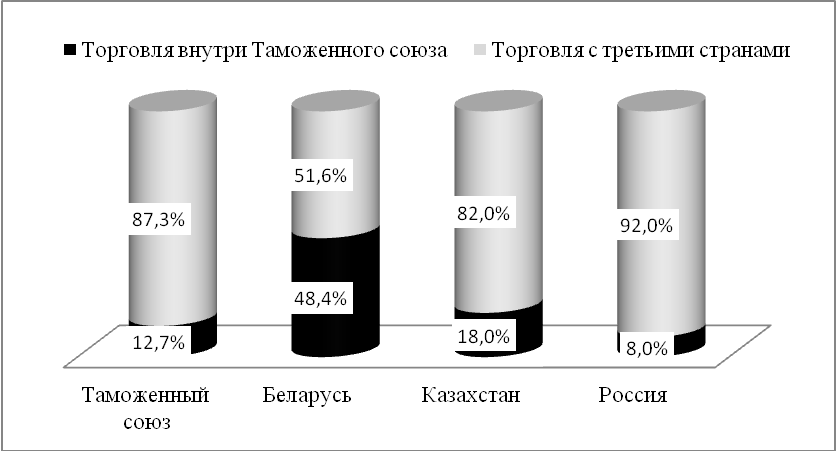 Торговля внутри Таможенного союза Торговля с третьими странами
87,3% 51,6% 82,0% 92,0%
12,7% 48,4% 18,0% 8,0%
Таможенный союз Беларусь Казахстан Россия